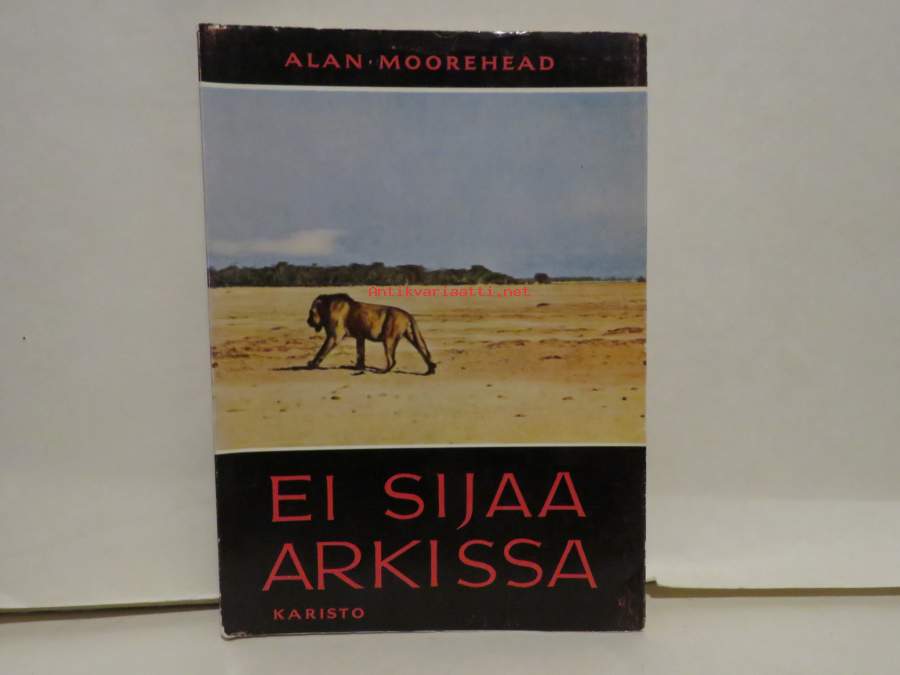 ALAN·MOOREHEAD
Antikvariaatti.net
EI SIJAA
ARKISSA
KARISTO